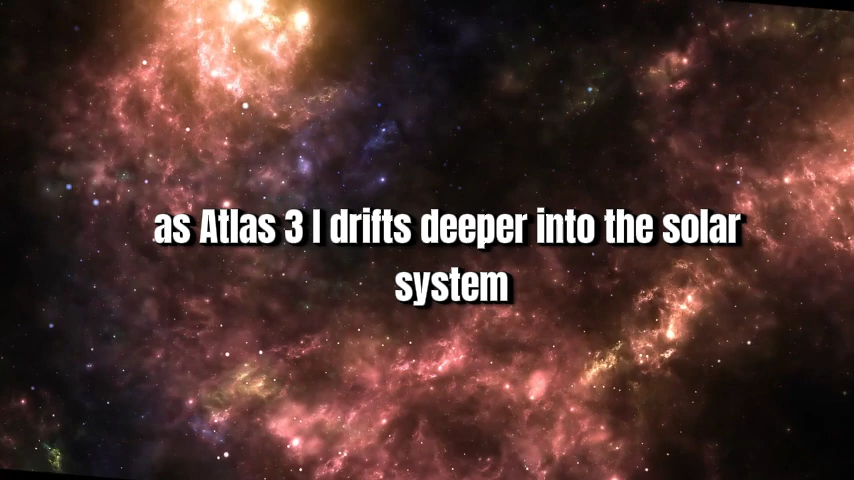 as Atlas 3 I drifts deeper into the solar
system